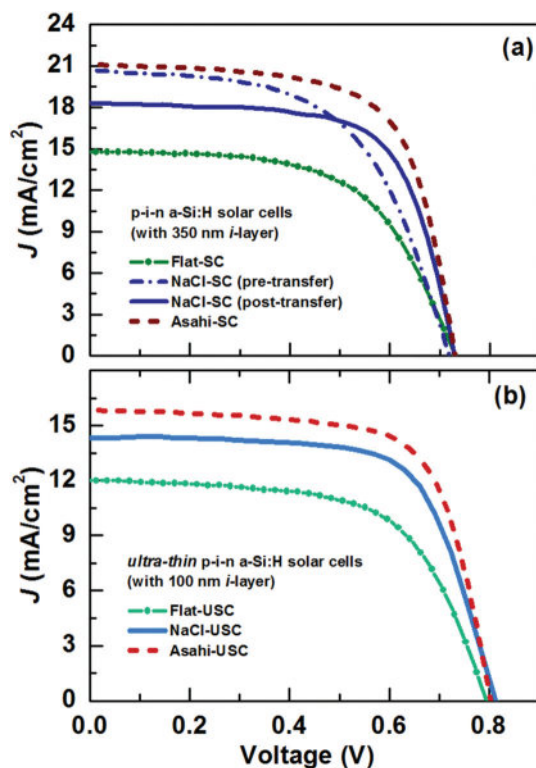 24
(a)
21
18
15
12
9
6
3
0
J (mA/cm²)
p-i-n a-Si:H solar cells
(with 350 nm i-layer)
Flat-SC
NaCl-SC (pre-transfer)
NaCl-SC (post-transfer)
Asahi-SC
(b)
15
12
9
6
3
0
J (mA/cm²)
ultra-thin p-i-n a-Si:H solar cells
(with 100 nm i-layer)
Flat-USC
NaCl-USC
Asahi-USC
0.0 0.2 0.4 0.6 0.8
Voltage (V)